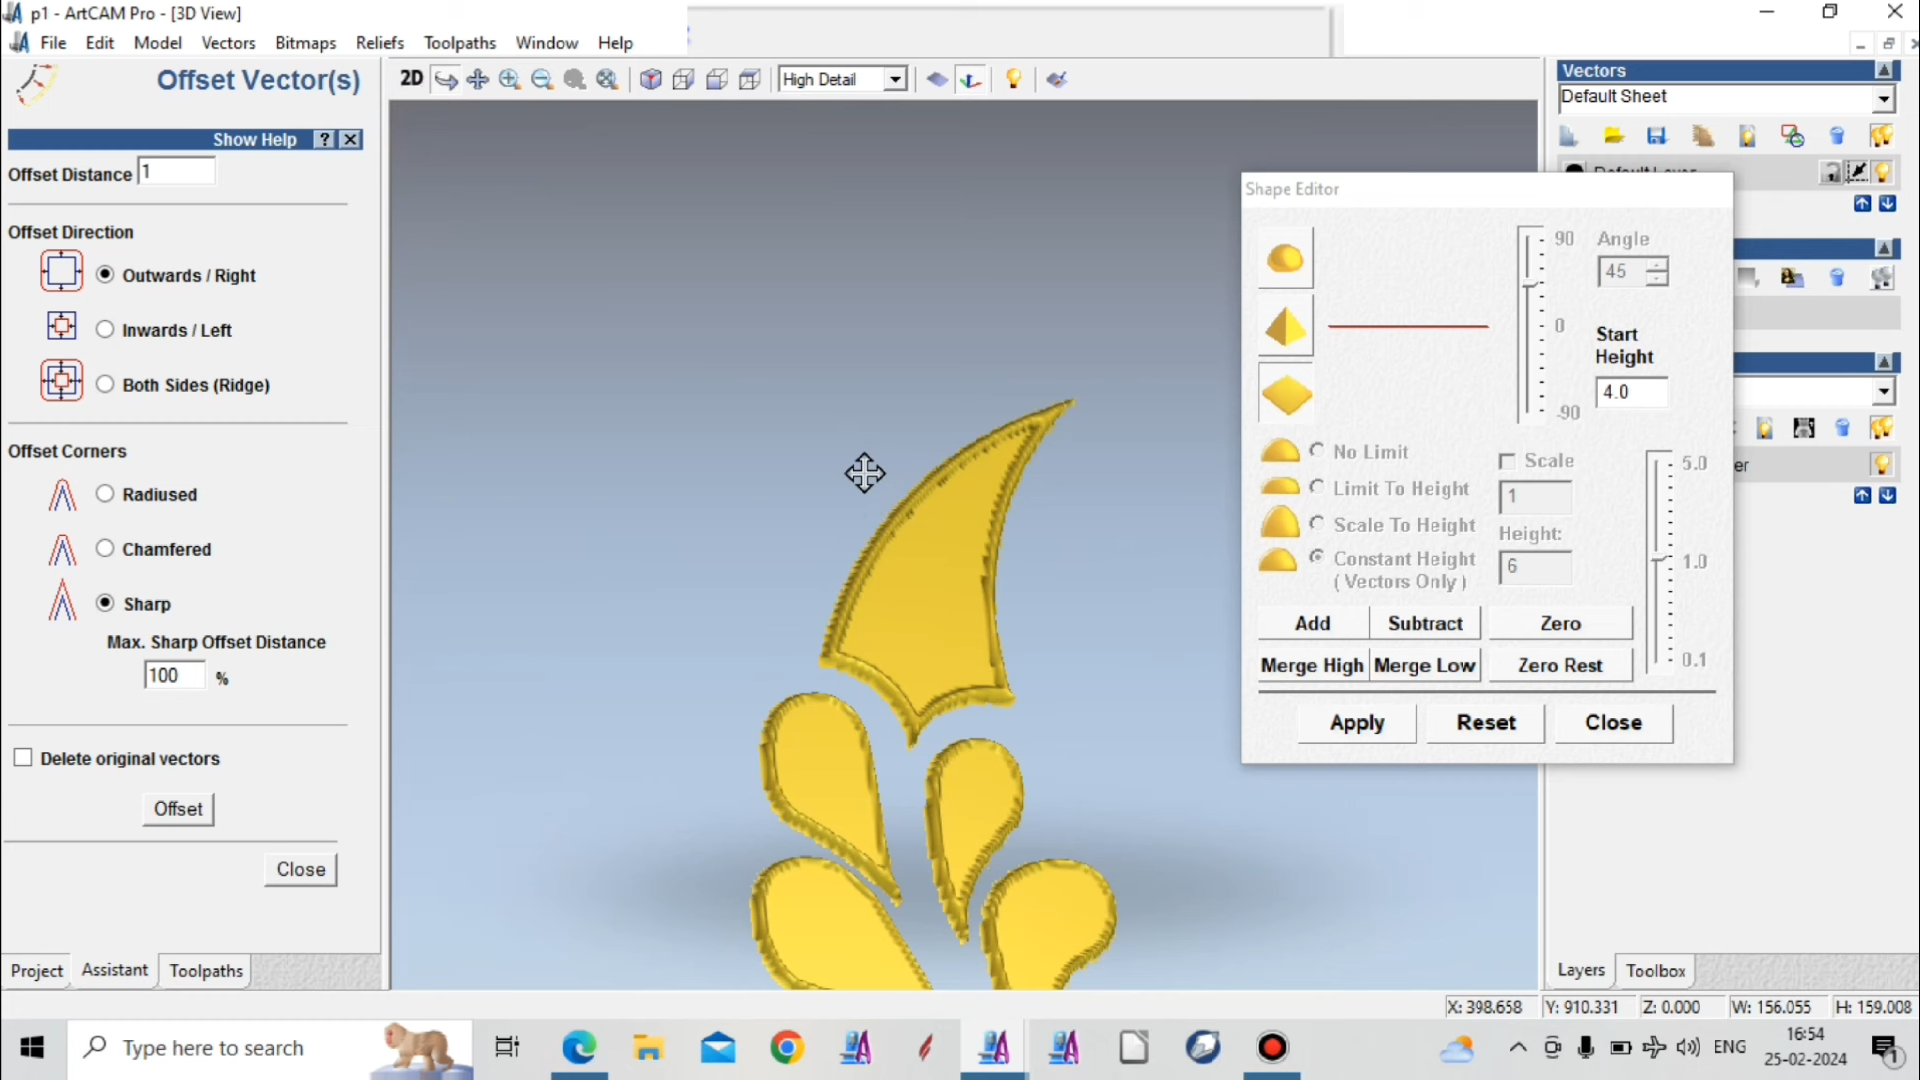 p1 - ArtCAM Pro - [3D View]
File Edit Model Vectors Bitmaps Reliefs Toolpaths Window Help
Offset Vector(s)
Show Help ?
Offset Distance 1
Offset Direction
Outwards / Right
Inwards / Left
Both Sides (Ridge)
Offset Corners
Radiused
Chamfered
Sharp
Max. Sharp Offset Distance
100 %
Delete original vectors
Offset
Close
Project Assistant Toolpaths
2D High Detail
Shape Editor
90 Angle
45
0 Start
Height
4.0
-90
No Limit
Limit To Height
Scale To Height
Constant Height
( Vectors Only )
Scale
1
Height:
6
5.0
1.0
0.1
Add Subtract Zero
Merge High Merge Low Zero Rest
Apply Reset Close
Vectors
Default Sheet
er
Layers Toolbox
X: 398.658 Y: 910.331 Z: 0.000 W: 156.055 H: 159.008
Type here to search
ENG
16:54
25-02-2024
1